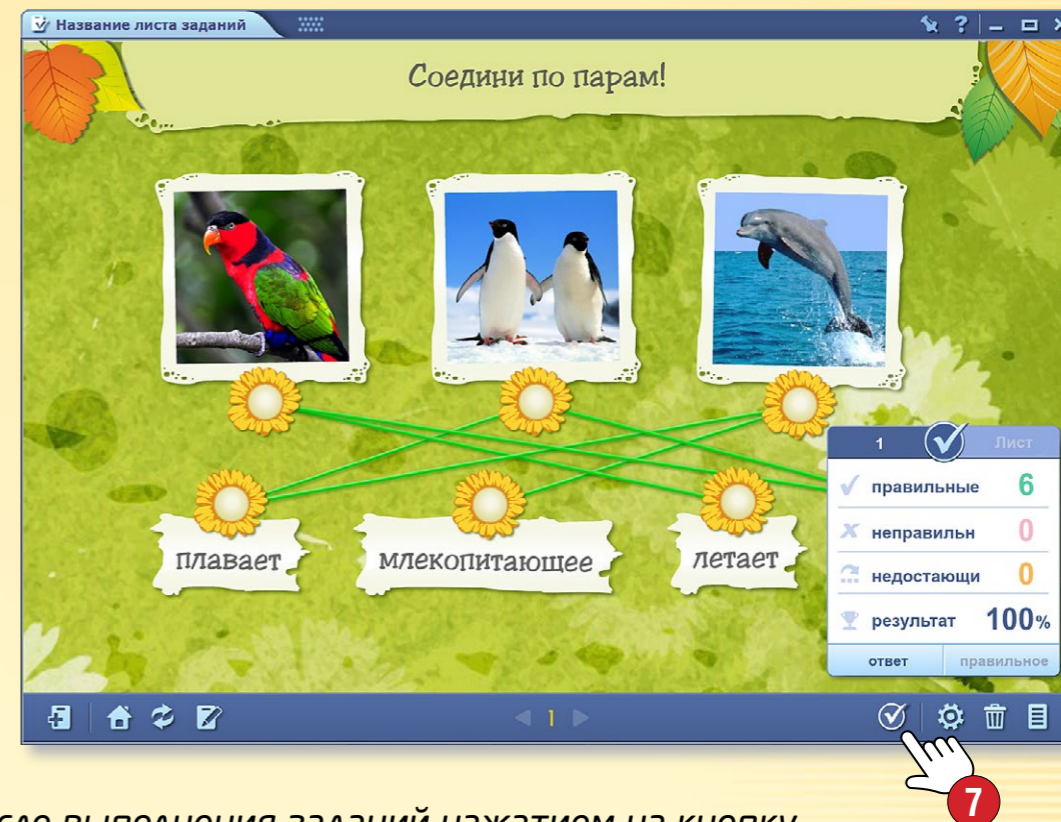 Название листа заданий
Соедини по парам!
плавает
млекопитающее
летает
1 Лист
правильные 6
неправильн 0
недостающи 0
результат 100%
ответ правильное
1
7
сле выполнения заданий нажатием на кнопку